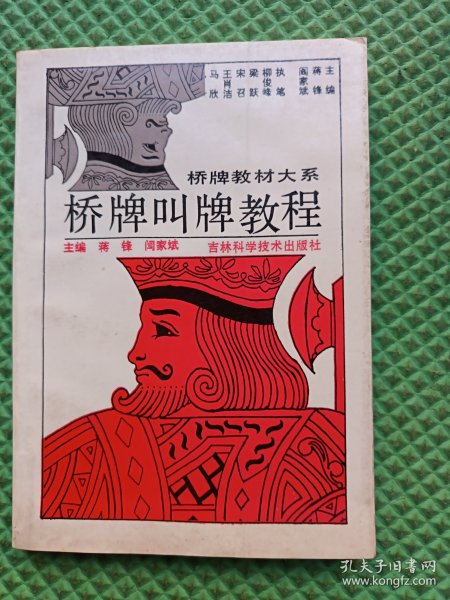 主编
蒋锋
阎家斌
执笔
柳俊峰
梁跃
宋召
王肖洁
马欣
桥牌教材大系
桥牌叫牌教程
主编 蒋 锋 阎家斌 吉林科学技术出版社
孔夫子旧书网
www.kongfz.com